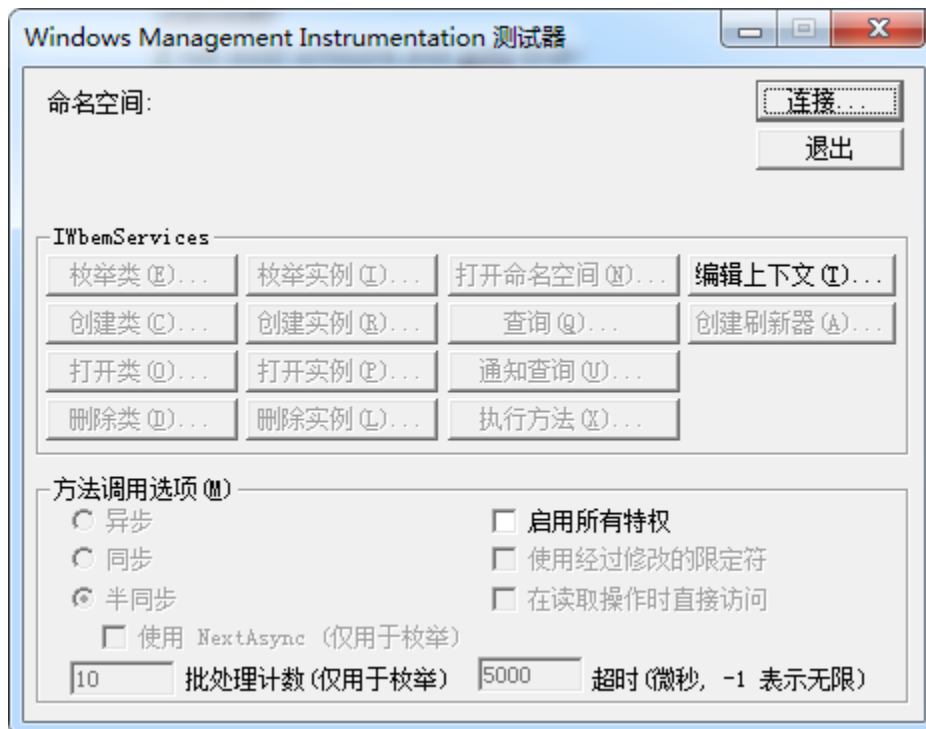 Windows Management Instrumentation 测试器
命名空间:
连接...
退出
IWbemServices
枚举类(E)... 枚举实例(I)... 打开命名空间(N)... 编辑上下文(T)...
创建类(C)... 创建实例(R)... 查询(Q)... 创建刷新器(A)...
打开类(O)... 打开实例(P)... 通知查询(U)...
删除类(D)... 删除实例(L)... 执行方法(X)...
方法调用选项(M)
异步 启用所有特权
同步 使用经过修改的限定符
半同步 在读取操作时直接访问
使用 NextAsync (仅用于枚举)
10 批处理计数(仅用于枚举) 5000 超时(微秒, -1 表示无限)